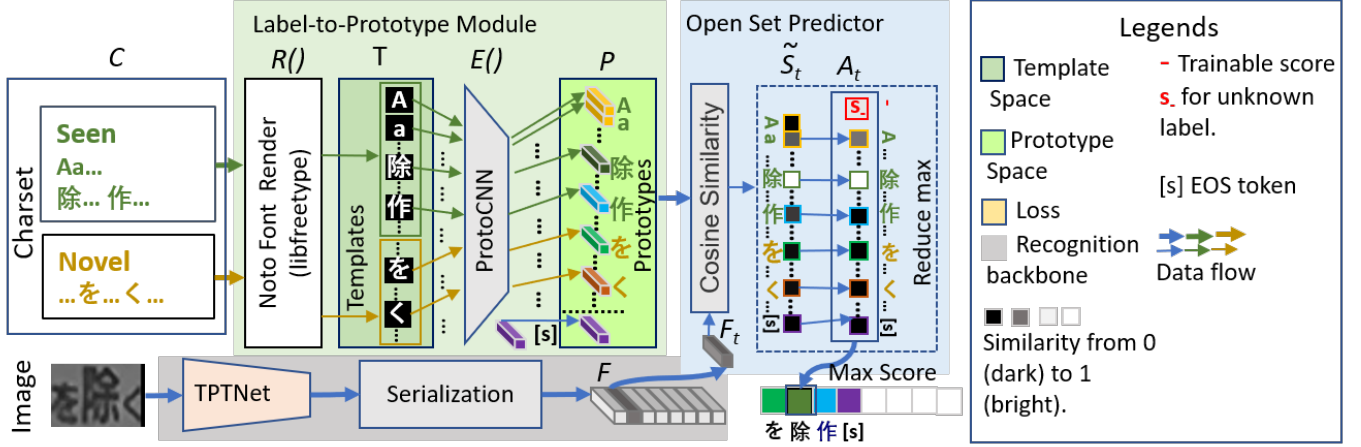 Label-to-Prototype Module
Open Set Predictor
C
R()
T
E()
P
S̃t
At
Charset
Seen
Aa...
除... 作...
Novel
...を...く...
Noto Font Render
(libfreetype)
Templates
A
a
除
作
を
く
ProtoCNN
[s]
A
a
除
作
を
く
Prototypes
Cosine Similarity
Ft
A
a
除
作
を
く
[s]
s-
-
A
除
作
を
く
[s]
Reduce max
Max Score
を 除 作 [s]
Image
を除く
TPTNet
Serialization
F
Legends
Template
Space
Prototype
Space
Loss
Recognition
backbone
Similarity from 0
(dark) to 1
(bright).
- Trainable score
s- for unknown
label.
[s] EOS token
Data flow